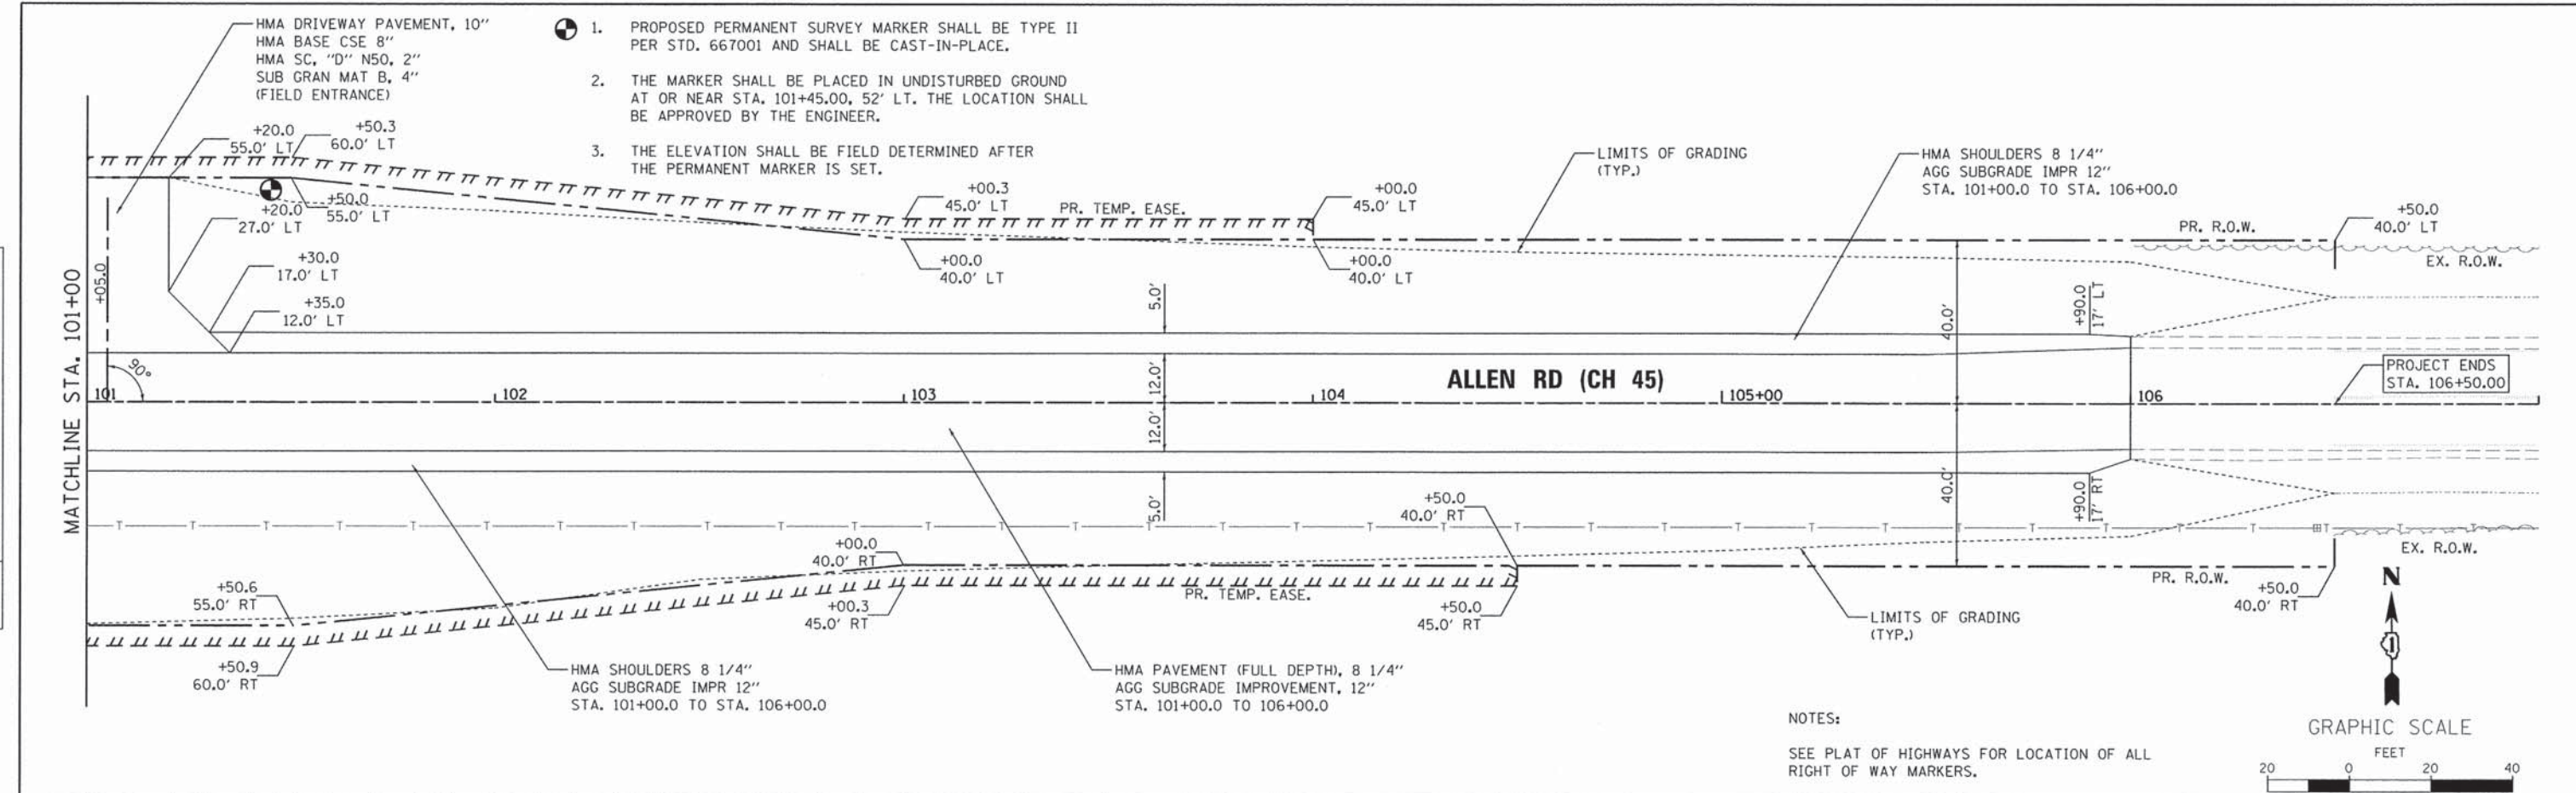 HMA DRIVEWAY PAVEMENT, 10"
HMA BASE CSE 8"
HMA SC, "D" N50, 2"
SUB GRAN MAT B, 4"
(FIELD ENTRANCE)
1. PROPOSED PERMANENT SURVEY MARKER SHALL BE TYPE II
PER STD. 667001 AND SHALL BE CAST-IN-PLACE.
2. THE MARKER SHALL BE PLACED IN UNDISTURBED GROUND
AT OR NEAR STA. 101+45.00, 52' LT. THE LOCATION SHALL
BE APPROVED BY THE ENGINEER.
3. THE ELEVATION SHALL BE FIELD DETERMINED AFTER
THE PERMANENT MARKER IS SET.
+20.0
55.0' LT
+50.3
60.0' LT
+50.0
55.0' LT
+20.0
27.0' LT
+30.0
17.0' LT
+35.0
12.0' LT
+05.0
90°
MATCHLINE STA. 101+00
+00.3
45.0' LT
PR. TEMP. EASE.
+00.0
45.0' LT
+00.0
40.0' LT
+00.0
40.0' LT
LIMITS OF GRADING
(TYP.)
HMA SHOULDERS 8 1/4"
AGG SUBGRADE IMPR 12"
STA. 101+00.0 TO STA. 106+00.0
PR. R.O.W.
+50.0
40.0' LT
EX. R.O.W.
5.0'
12.0'
12.0'
5.0'
40.0'
40.0'
+90.0
17' LT
+90.0
17' RT
101
102
103
104
105+00
106
ALLEN RD (CH 45)
PROJECT ENDS
STA. 106+50.00
T T T T T T T T T T T T T T T T T T T T T T T T T T T T T T T T T
+50.6
55.0' RT
+50.9
60.0' RT
+00.0
40.0' RT
+00.3
45.0' RT
PR. TEMP. EASE.
+50.0
40.0' RT
+50.0
45.0' RT
EX. R.O.W.
PR. R.O.W.
+50.0
40.0' RT
LIMITS OF GRADING
(TYP.)
HMA SHOULDERS 8 1/4"
AGG SUBGRADE IMPR 12"
STA. 101+00.0 TO STA. 106+00.0
HMA PAVEMENT (FULL DEPTH), 8 1/4"
AGG SUBGRADE IMPROVEMENT, 12"
STA. 101+00.0 TO 106+00.0
NOTES:
SEE PLAT OF HIGHWAYS FOR LOCATION OF ALL
RIGHT OF WAY MARKERS.
N
GRAPHIC SCALE
FEET
20 0 20 40